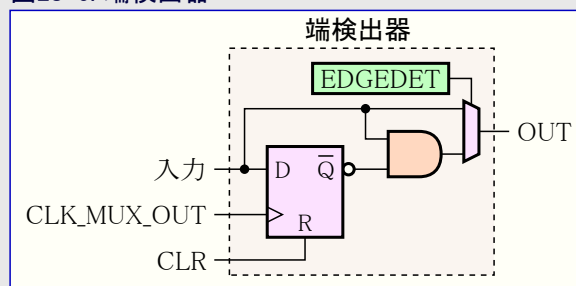 端検出器
EDGEDET
OUT
入力
D
Q
CLK_MUX_OUT
R
CLR